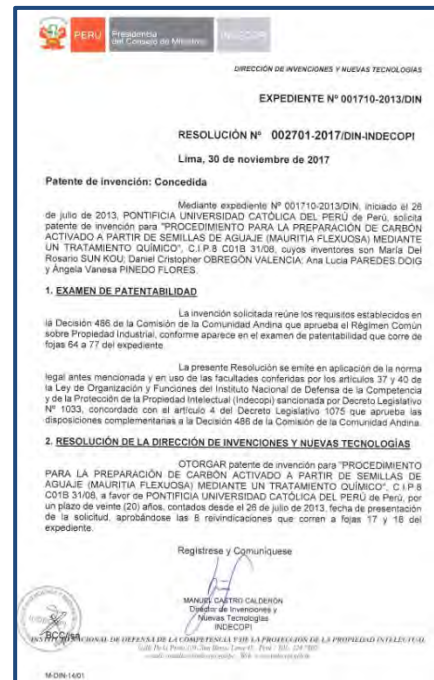 PERÚ Presidencia
del Consejo de Ministros INDECOPI
DIRECCIÓN DE INVENCIONES Y NUEVAS TECNOLOGÍAS
EXPEDIENTE Nº 001710-2013/DIN
RESOLUCIÓN Nº 002701-2017/DIN-INDECOPI
Lima, 30 de noviembre de 2017
Patente de invención: Concedida
Mediante expediente Nº 001710-2013/DIN, iniciado el 26
de julio de 2013, PONTIFICIA UNIVERSIDAD CATÓLICA DEL PERÚ de Perú, solicita
patente de invención para "PROCEDIMIENTO PARA LA PREPARACIÓN DE CARBÓN
ACTIVADO A PARTIR DE SEMILLAS DE AGUAJE (MAURITIA FLEXUOSA) MEDIANTE
UN TRATAMIENTO QUÍMICO", C.I.P.8 C01B 31/08, cuyos inventores son María Del
Rosario SUN KOU; Daniel Cristopher OBREGÓN VALENCIA; Ana Lucia PAREDES DOIG
y Ángela Vanesa PINEDO FLORES.
1. EXAMEN DE PATENTABILIDAD
La invención solicitada reúne los requisitos establecidos en
la Decisión 486 de la Comisión de la Comunidad Andina que aprueba el Régimen Común
sobre Propiedad Industrial, conforme aparece en el examen de patentabilidad que corre de
fojas 64 a 77 del expediente.
La presente Resolución se emite en aplicación de la norma
legal antes mencionada y en uso de las facultades conferidas por los artículos 37 y 40 de
la Ley de Organización y Funciones del Instituto Nacional de Defensa de la Competencia
y de la Protección de la Propiedad Intelectual (Indecopi) sancionada por Decreto Legislativo
Nº 1033, concordado con el artículo 4 del Decreto Legislativo 1075 que aprueba las
disposiciones complementarias a la Decisión 486 de la Comisión de la Comunidad Andina.
2. RESOLUCIÓN DE LA DIRECCIÓN DE INVENCIONES Y NUEVAS TECNOLOGÍAS
OTORGAR patente de invención para "PROCEDIMIENTO
PARA LA PREPARACIÓN DE CARBÓN ACTIVADO A PARTIR DE SEMILLAS DE
AGUAJE (MAURITIA FLEXUOSA) MEDIANTE UN TRATAMIENTO QUÍMICO", C.I.P.8
C01B 31/08, a favor de PONTIFICIA UNIVERSIDAD CATÓLICA DEL PERÚ de Perú, por
un plazo de veinte (20) años, contados desde el 26 de julio de 2013, fecha de presentación
de la solicitud, aprobándose las 6 reivindicaciones que corren a fojas 17 y 18 del
expediente.
Regístrese y Comuníquese
MANUEL CASTRO CALDERÓN
Director de Invenciones y
Nuevas Tecnologías
INDECOPI
INSTITUTO NACIONAL DE DEFENSA DE LA COMPETENCIA Y DE LA PROTECCIÓN DE LA PROPIEDAD INTELECTUAL
M-DIN-14/01